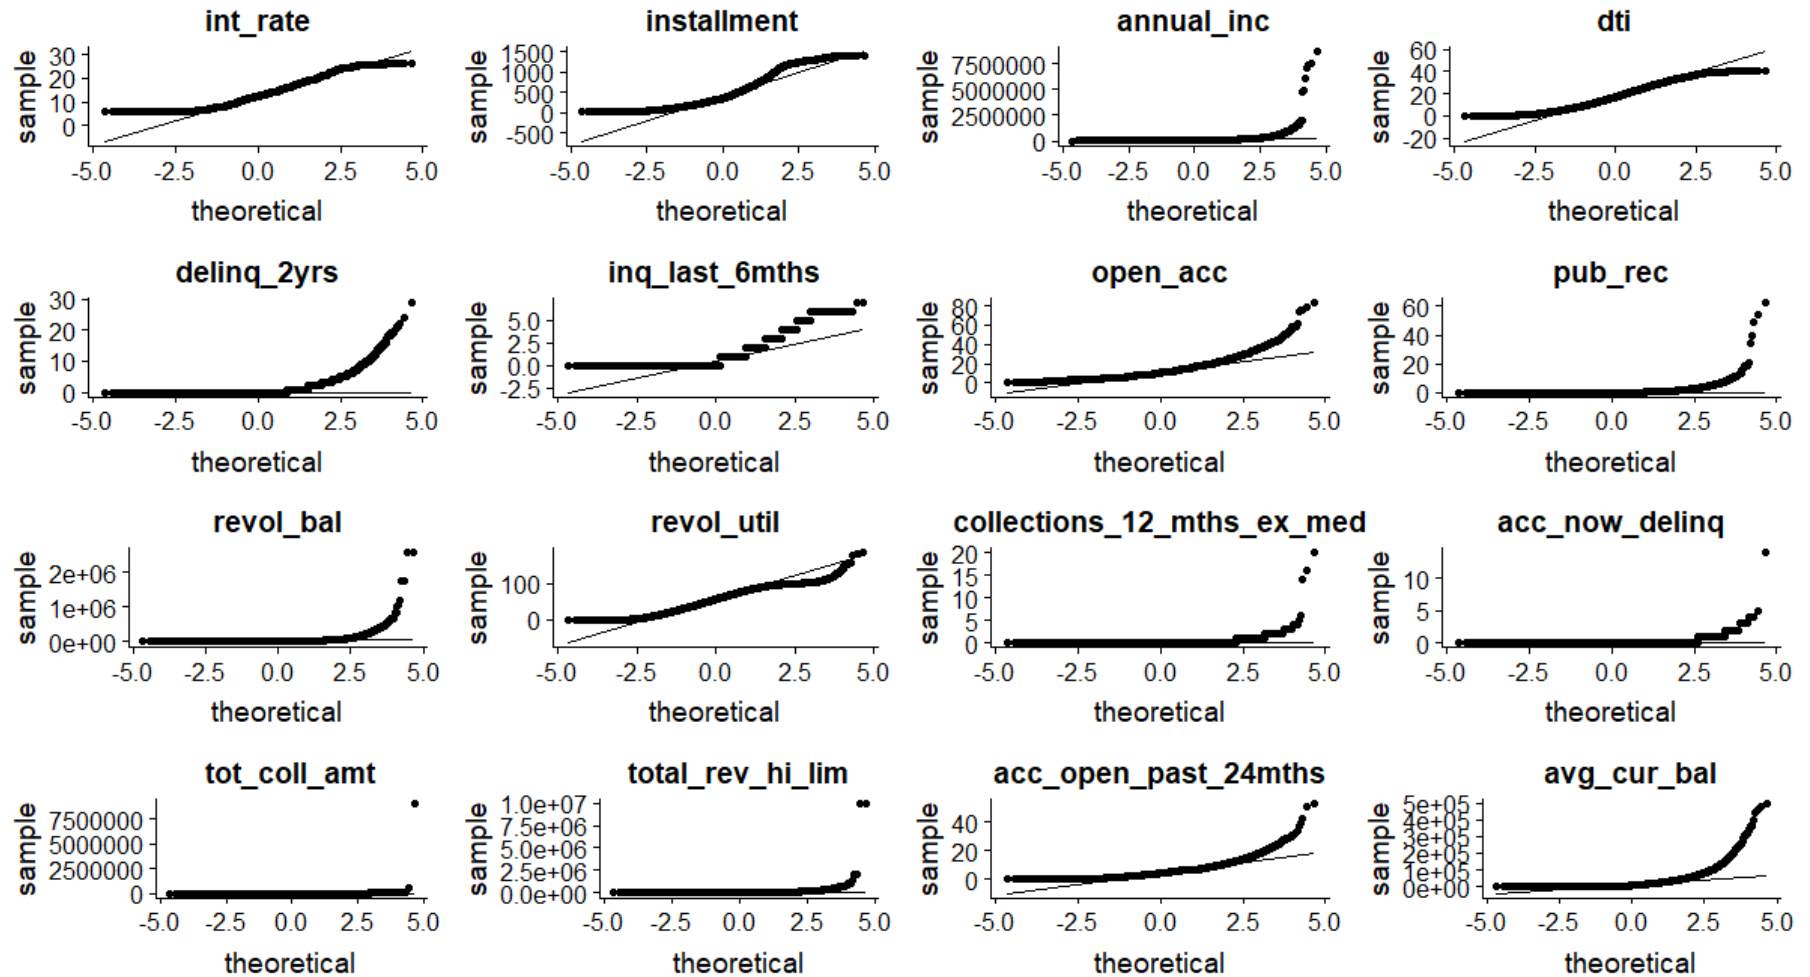 int_rate
sample
30
20
10
0
-5.0 -2.5 0.0 2.5 5.0
theoretical
installment
sample
1500
1000
500
0
-500
-5.0 -2.5 0.0 2.5 5.0
theoretical
annual_inc
sample
7500000
5000000
2500000
0
-5.0 -2.5 0.0 2.5 5.0
theoretical
dti
sample
60
40
20
0
-20
-5.0 -2.5 0.0 2.5 5.0
theoretical
delinq_2yrs
sample
30
20
10
0
-5.0 -2.5 0.0 2.5 5.0
theoretical
inq_last_6mths
sample
5.0
2.5
0.0
-2.5
-5.0 -2.5 0.0 2.5 5.0
theoretical
open_acc
sample
80
60
40
20
0
-5.0 -2.5 0.0 2.5 5.0
theoretical
pub_rec
sample
60
40
20
0
-5.0 -2.5 0.0 2.5 5.0
theoretical
revol_bal
sample
2e+06
1e+06
0e+00
-5.0 -2.5 0.0 2.5 5.0
theoretical
revol_util
sample
100
0
-5.0 -2.5 0.0 2.5 5.0
theoretical
collections_12_mths_ex_med
sample
20
15
10
5
0
-5.0 -2.5 0.0 2.5 5.0
theoretical
acc_now_delinq
sample
10
5
0
-5.0 -2.5 0.0 2.5 5.0
theoretical
tot_coll_amt
sample
7500000
5000000
2500000
0
-5.0 -2.5 0.0 2.5 5.0
theoretical
total_rev_hi_lim
sample
1.0e+07
7.5e+06
5.0e+06
2.5e+06
0.0e+00
-5.0 -2.5 0.0 2.5 5.0
theoretical
acc_open_past_24mths
sample
40
20
0
-5.0 -2.5 0.0 2.5 5.0
theoretical
avg_cur_bal
sample
5e+05
4e+05
3e+05
2e+05
1e+05
0e+00
-5.0 -2.5 0.0 2.5 5.0
theoretical